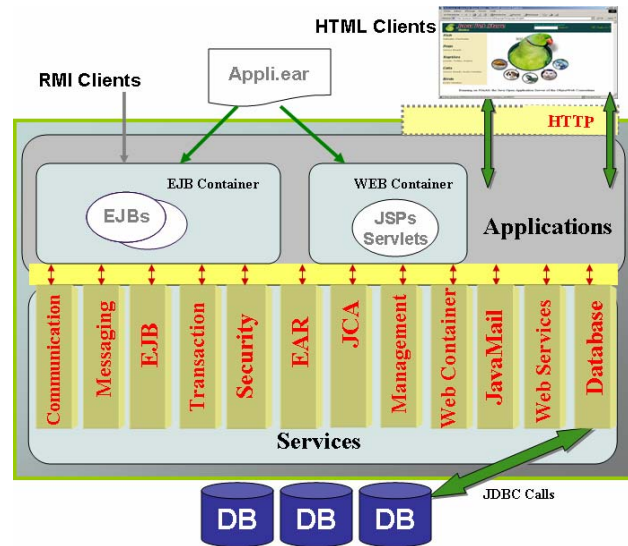 HTML Clients
RMI Clients
Appli.ear
HTTP
EJB Container
WEB Container
EJBs
JSPs
Servlets
Applications
Communication
Messaging
EJB
Transaction
Security
EAR
JCA
Management
Web Container
JavaMail
Web Services
Database
Services
JDBC Calls
DB
DB
DB